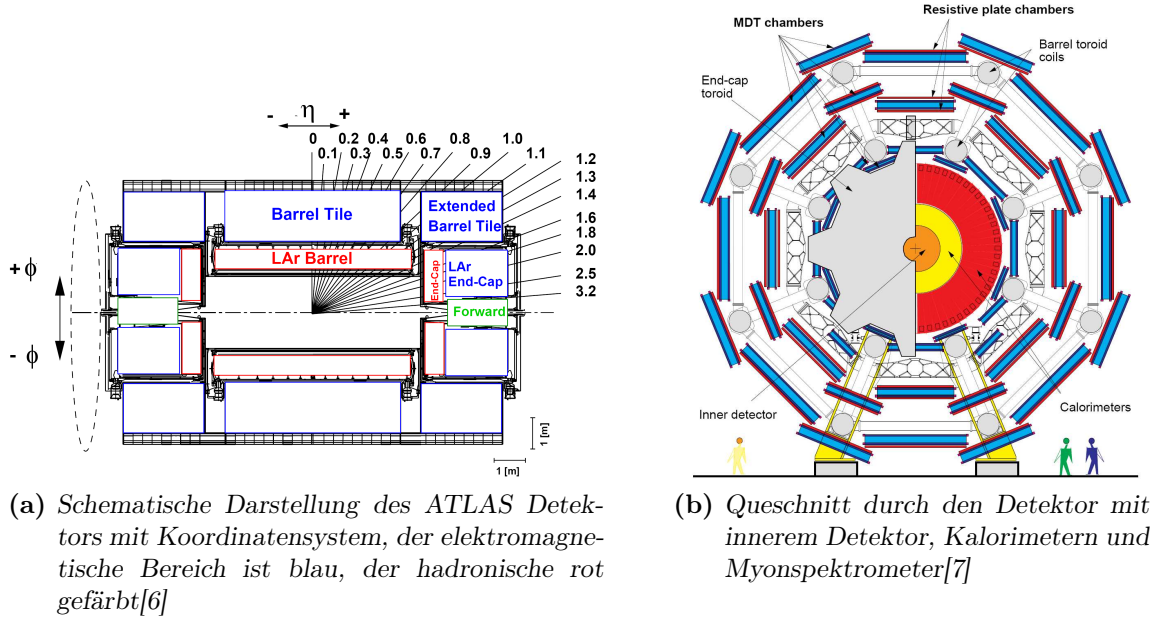 - η +
0 0.2 0.4 0.6 0.8 1.0
0.1 0.3 0.5 0.7 0.9 1.1
1.2
1.3
1.4
1.6
1.8
2.0
2.5
3.2
Barrel Tile
Extended
Barrel Tile
LAr Barrel
End-Cap
LAr
End-Cap
Forward
+ ϕ
- ϕ
1 [m]
1 [m]
(a) Schematische Darstellung des ATLAS Detek-
tors mit Koordinatensystem, der elektromagne-
tische Bereich ist blau, der hadronische rot
gefärbt[6]
Resistive plate chambers
MDT chambers
Barrel toroid
coils
End-cap
toroid
Inner detector
Calorimeters
(b) Queschnitt durch den Detektor mit
innerem Detektor, Kalorimetern und
Myonspektrometer[7]